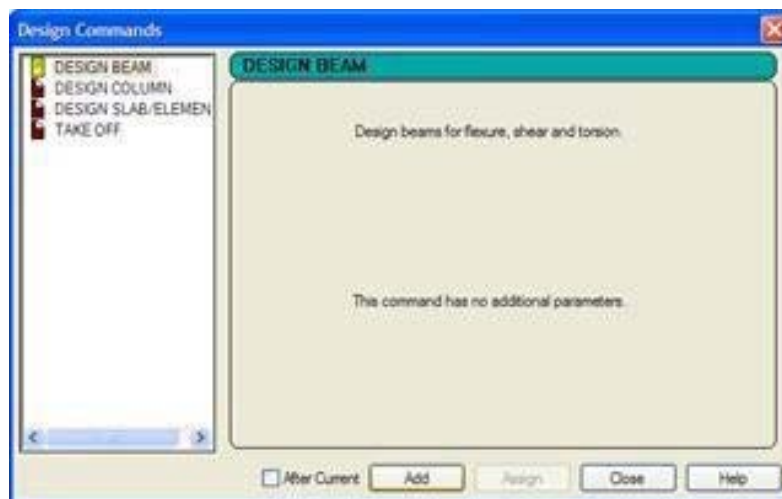 Design Commands
DESIGN BEAM
DESIGN COLUMN
DESIGN SLAB/ELEMEN
TAKE OFF
DESIGN BEAM
Design beams for flexure, shear and torsion.
This command has no additional parameters.
After Current
Add
Assign
Close
Help